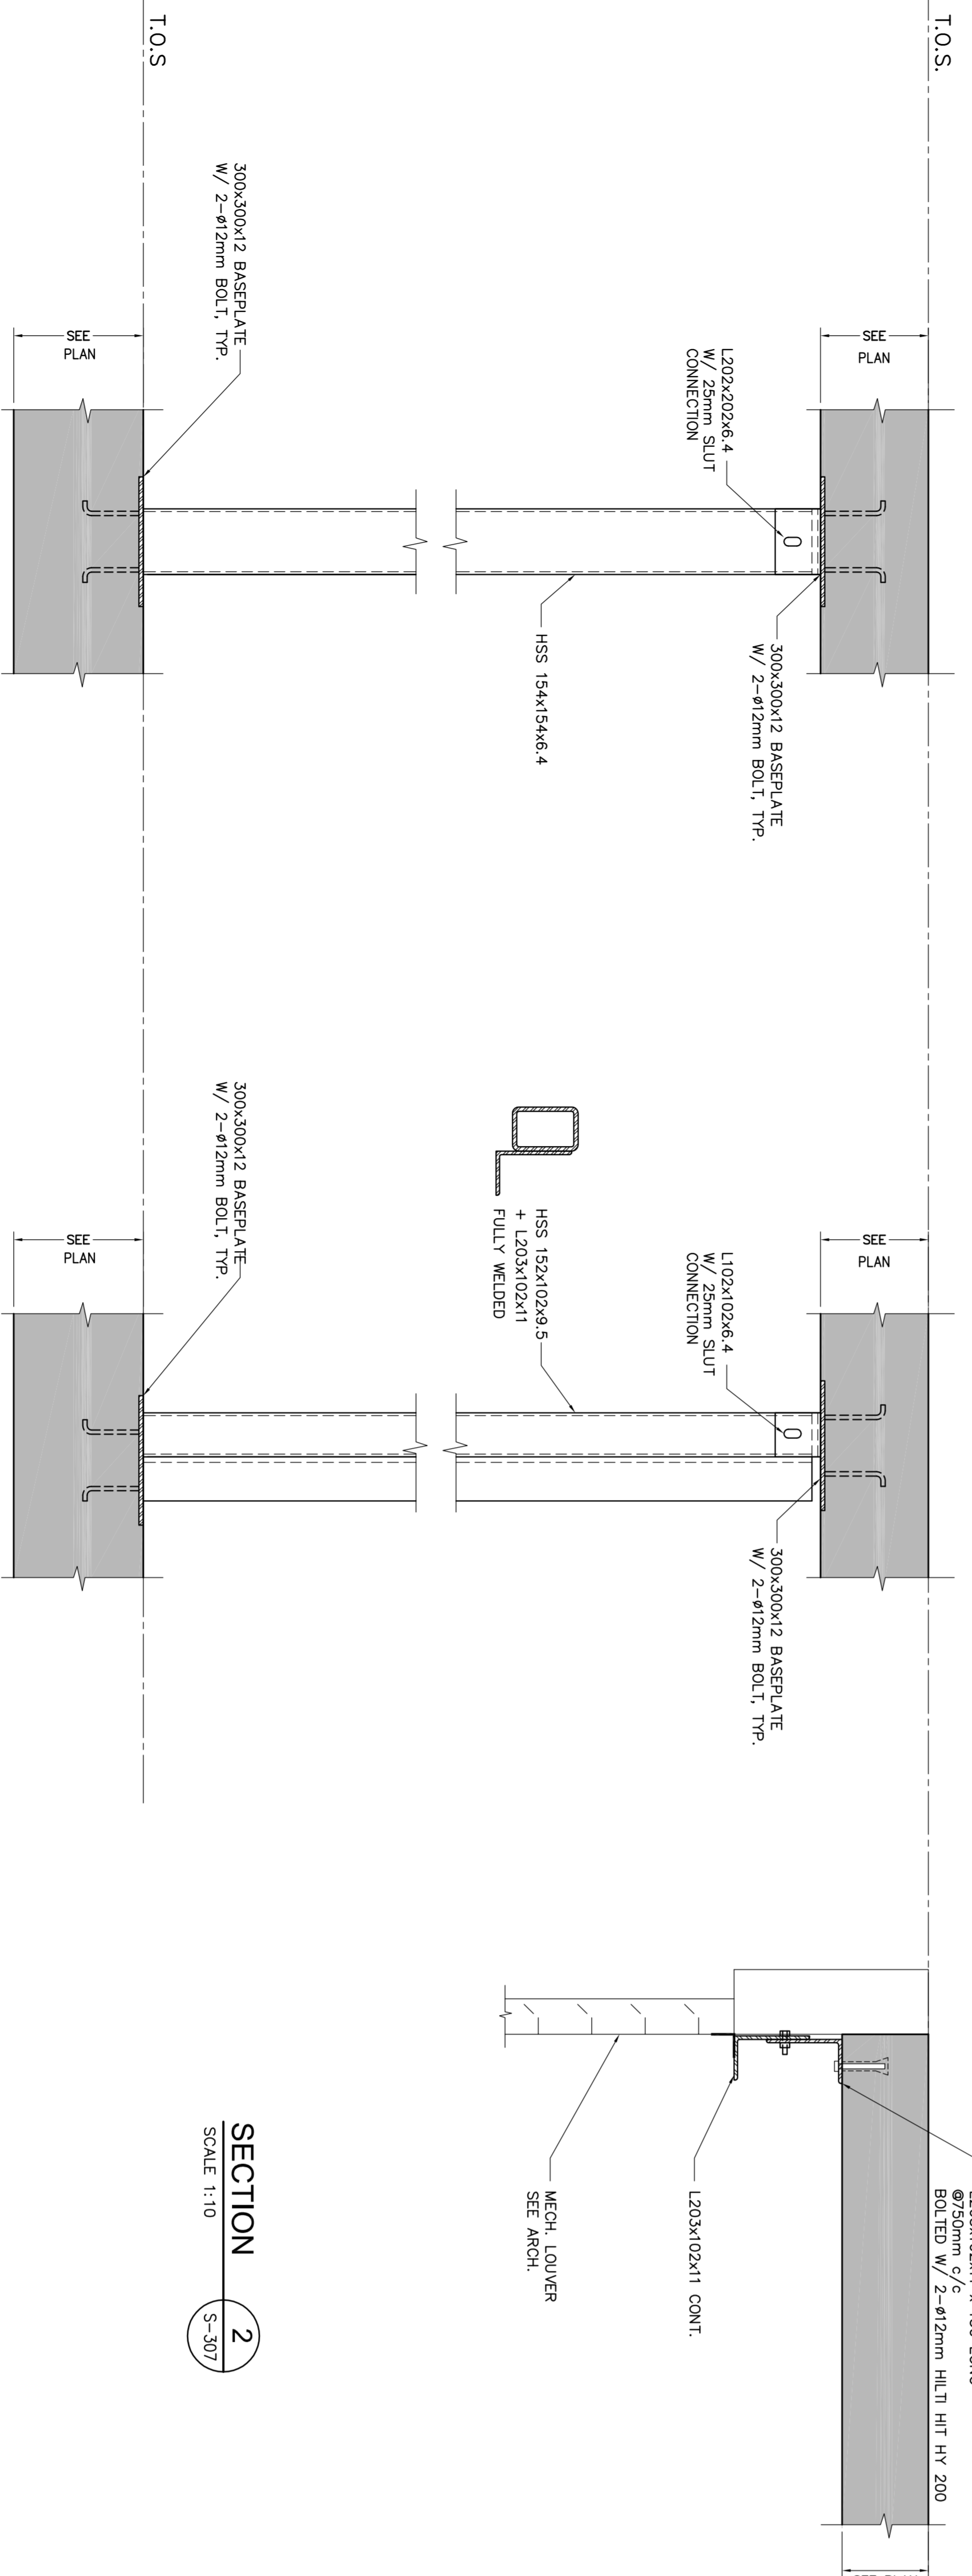 T.O.S.
T.O.S
SEE
PLAN
SEE
PLAN
L202x202x6.4
W/ 25mm SLUT
CONNECTION
300x300x12 BASEPLATE
W/ 2-ø12mm BOLT, TYP.
HSS 154x154x6.4
300x300x12 BASEPLATE
W/ 2-ø12mm BOLT, TYP.
SEE
PLAN
SEE
PLAN
L102x102x6.4
W/ 25mm SLUT
CONNECTION
300x300x12 BASEPLATE
W/ 2-ø12mm BOLT, TYP.
HSS 152x102x9.5
+ L203x102x11
FULLY WELDED
300x300x12 BASEPLATE
W/ 2-ø12mm BOLT, TYP.
@750mm c/c
BOLTED W/ 2-ø12mm HILTI HIT HY 200
L203x102x11 CONT.
MECH. LOUVER
SEE ARCH.
SECTION
SCALE 1:10
2
S-307